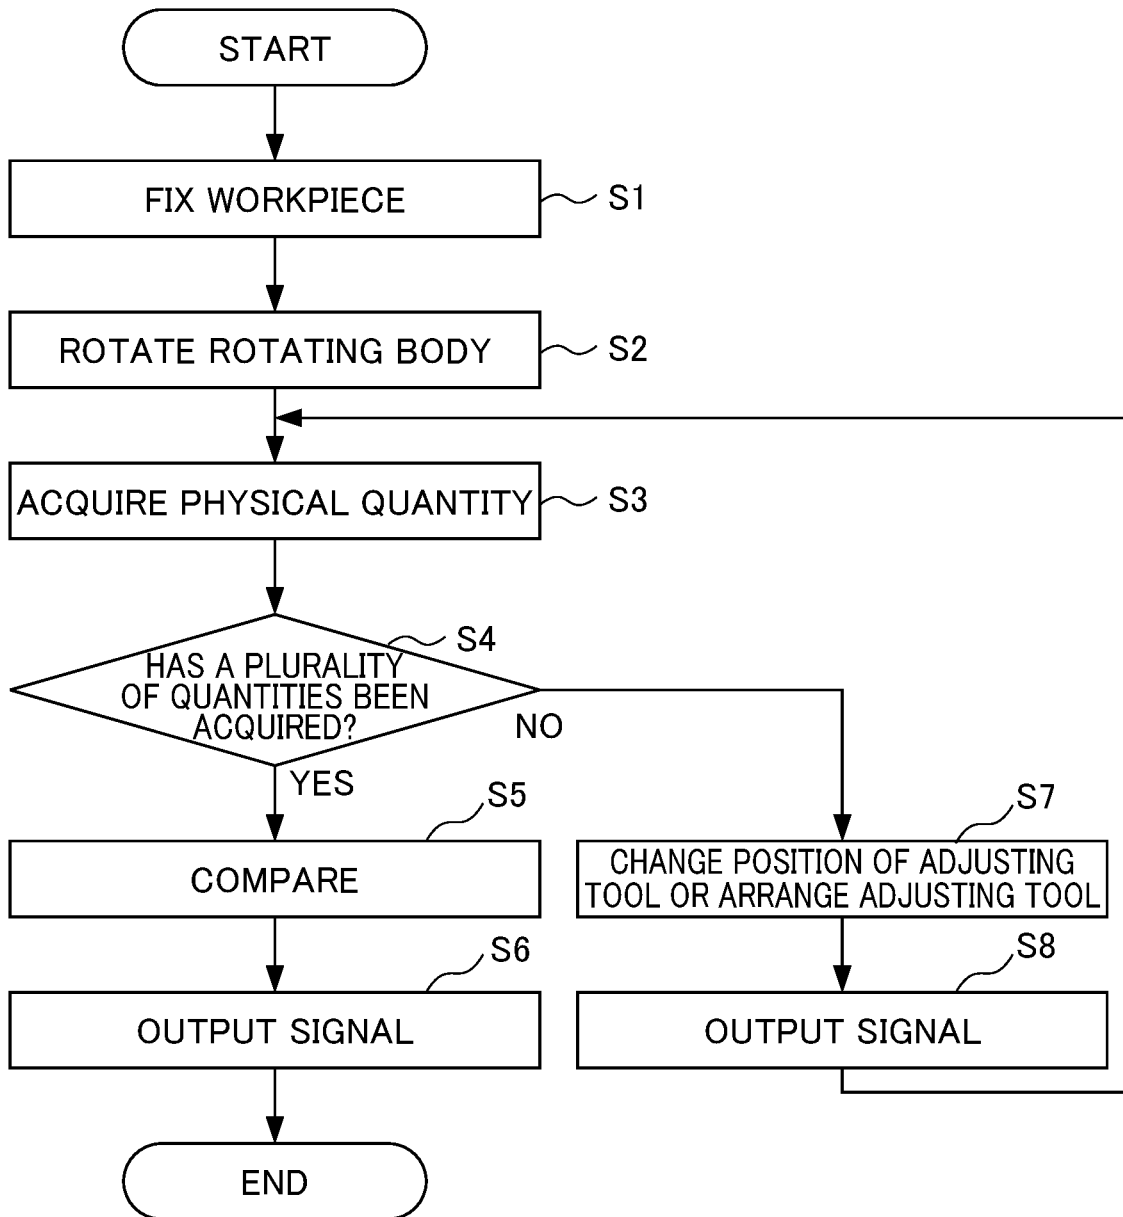 START
FIX WORKPIECE
S1
ROTATE ROTATING BODY
S2
ACQUIRE PHYSICAL QUANTITY
S3
S4
HAS A PLURALITY
OF QUANTITIES BEEN
ACQUIRED?
NO
YES
S5
COMPARE
S7
CHANGE POSITION OF ADJUSTING
TOOL OR ARRANGE ADJUSTING TOOL
S6
OUTPUT SIGNAL
S8
OUTPUT SIGNAL
END